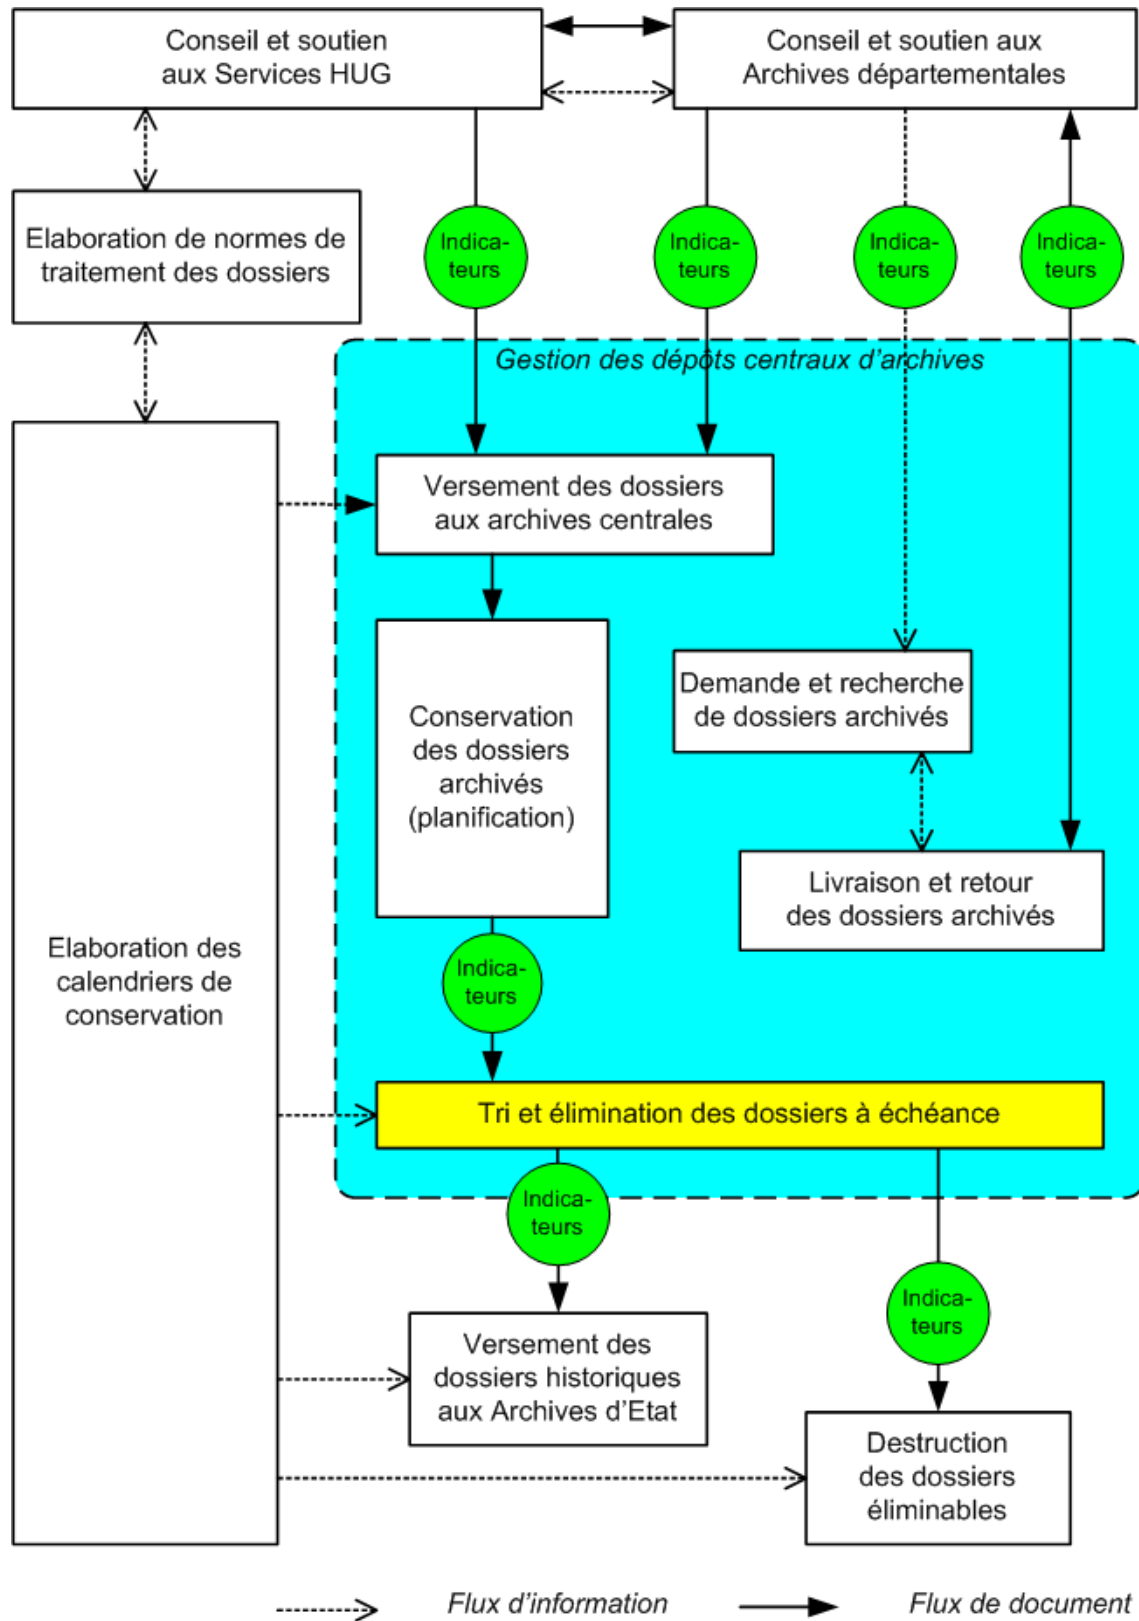 Conseil et soutien
aux Services HUG
Conseil et soutien aux
Archives départementales
Elaboration de normes de
traitement des dossiers
Indica-
teurs
Indica-
teurs
Indica-
teurs
Indica-
teurs
Gestion des dépôts centraux d'archives
Versement des dossiers
aux archives centrales
Conservation
des dossiers
archivés
(planification)
Demande et recherche
de dossiers archivés
Livraison et retour
des dossiers archivés
Elaboration des
calendriers de
conservation
Indica-
teurs
Tri et élimination des dossiers à échéance
Indica-
teurs
Indica-
teurs
Versement des
dossiers historiques
aux Archives d'Etat
Destruction
des dossiers
éliminables
Flux d'information
Flux de document